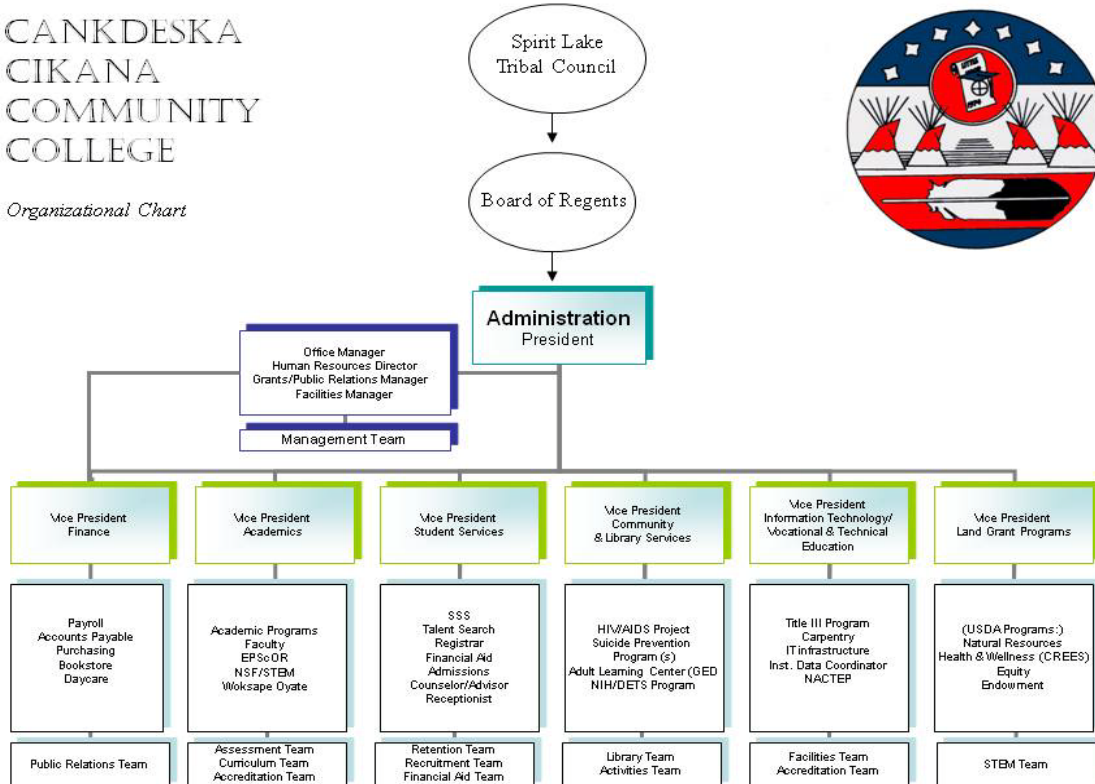 CANKDESKA
CIKANA
COMMUNITY
COLLEGE
Organizational Chart
Spirit Lake
Tribal Council
Board of Regents
Administration
President
Office Manager
Human Resources Director
Grants/Public Relations Manager
Facilities Manager
Management Team
Vice President
Finance
Vice President
Academics
Vice President
Student Services
Vice President
Community
& Library Services
Vice President
Information Technology/
Vocational & Technical
Education
Vice President
Land Grant Programs
Payroll
Accounts Payable
Purchasing
Bookstore
Daycare
Academic Programs
Faculty
EPScOR
NSF/STEM
Woksape Oyate
SSS
Talent Search
Registrar
Financial Aid
Admissions
Counselor/Advisor
Receptionist
HIV/AIDS Project
Suicide Prevention
Program (s)
Adult Learning Center (GED
NIH/DETS Program
Title III Program
Carpentry
IT infrastructure
Inst. Data Coordinator
NACTEP
(USDA Programs:)
Natural Resources
Health & Wellness (CREES)
Equity
Endowment
Public Relations Team
Assessment Team
Curriculum Team
Accreditation Team
Retention Team
Recruitment Team
Financial Aid Team
Library Team
Activities Team
Facilities Team
Accreditation Team
STEM Team